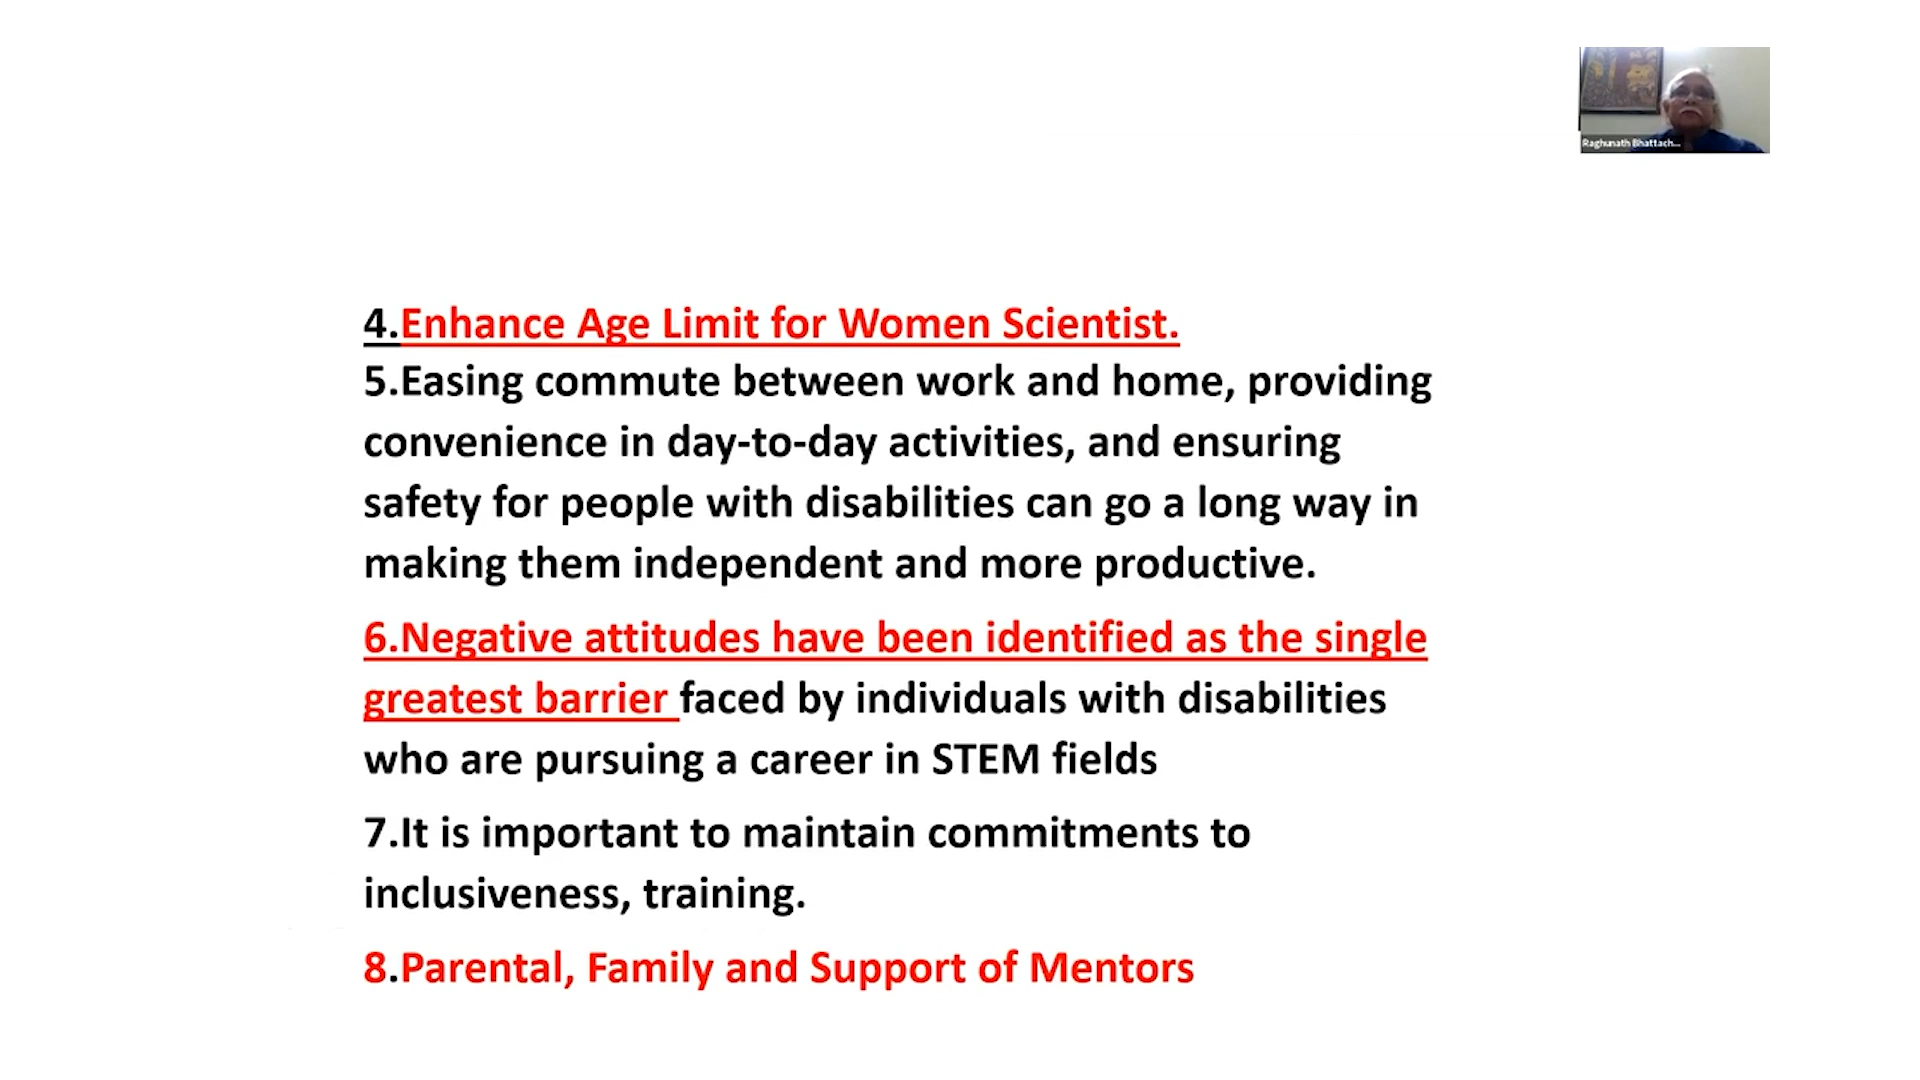 Raghunath Bhattach...
4.Enhance Age Limit for Women Scientist.
5.Easing commute between work and home, providing
convenience in day-to-day activities, and ensuring
safety for people with disabilities can go a long way in
making them independent and more productive.
6.Negative attitudes have been identified as the single
greatest barrier faced by individuals with disabilities
who are pursuing a career in STEM fields
7.It is important to maintain commitments to
inclusiveness, training.
8.Parental, Family and Support of Mentors